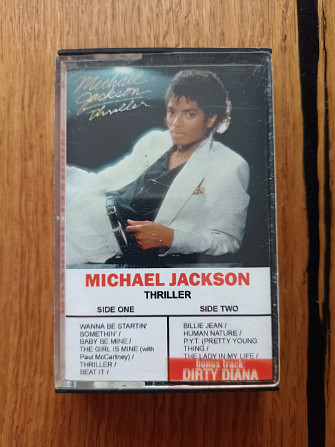 Michael
Jackson
Thriller
MICHAEL JACKSON
THRILLER
SIDE ONE
WANNA BE STARTIN'
SOMETHIN' /
BABY BE MINE /
THE GIRL IS MINE (with
Paul McCartney) /
THRILLER /
BEAT IT /
SIDE TWO
BILLIE JEAN /
HUMAN NATURE /
P.Y.T. (PRETTY YOUNG
THING /
THE LADY IN MY LIFE /
bonus track:
DIRTY DIANA